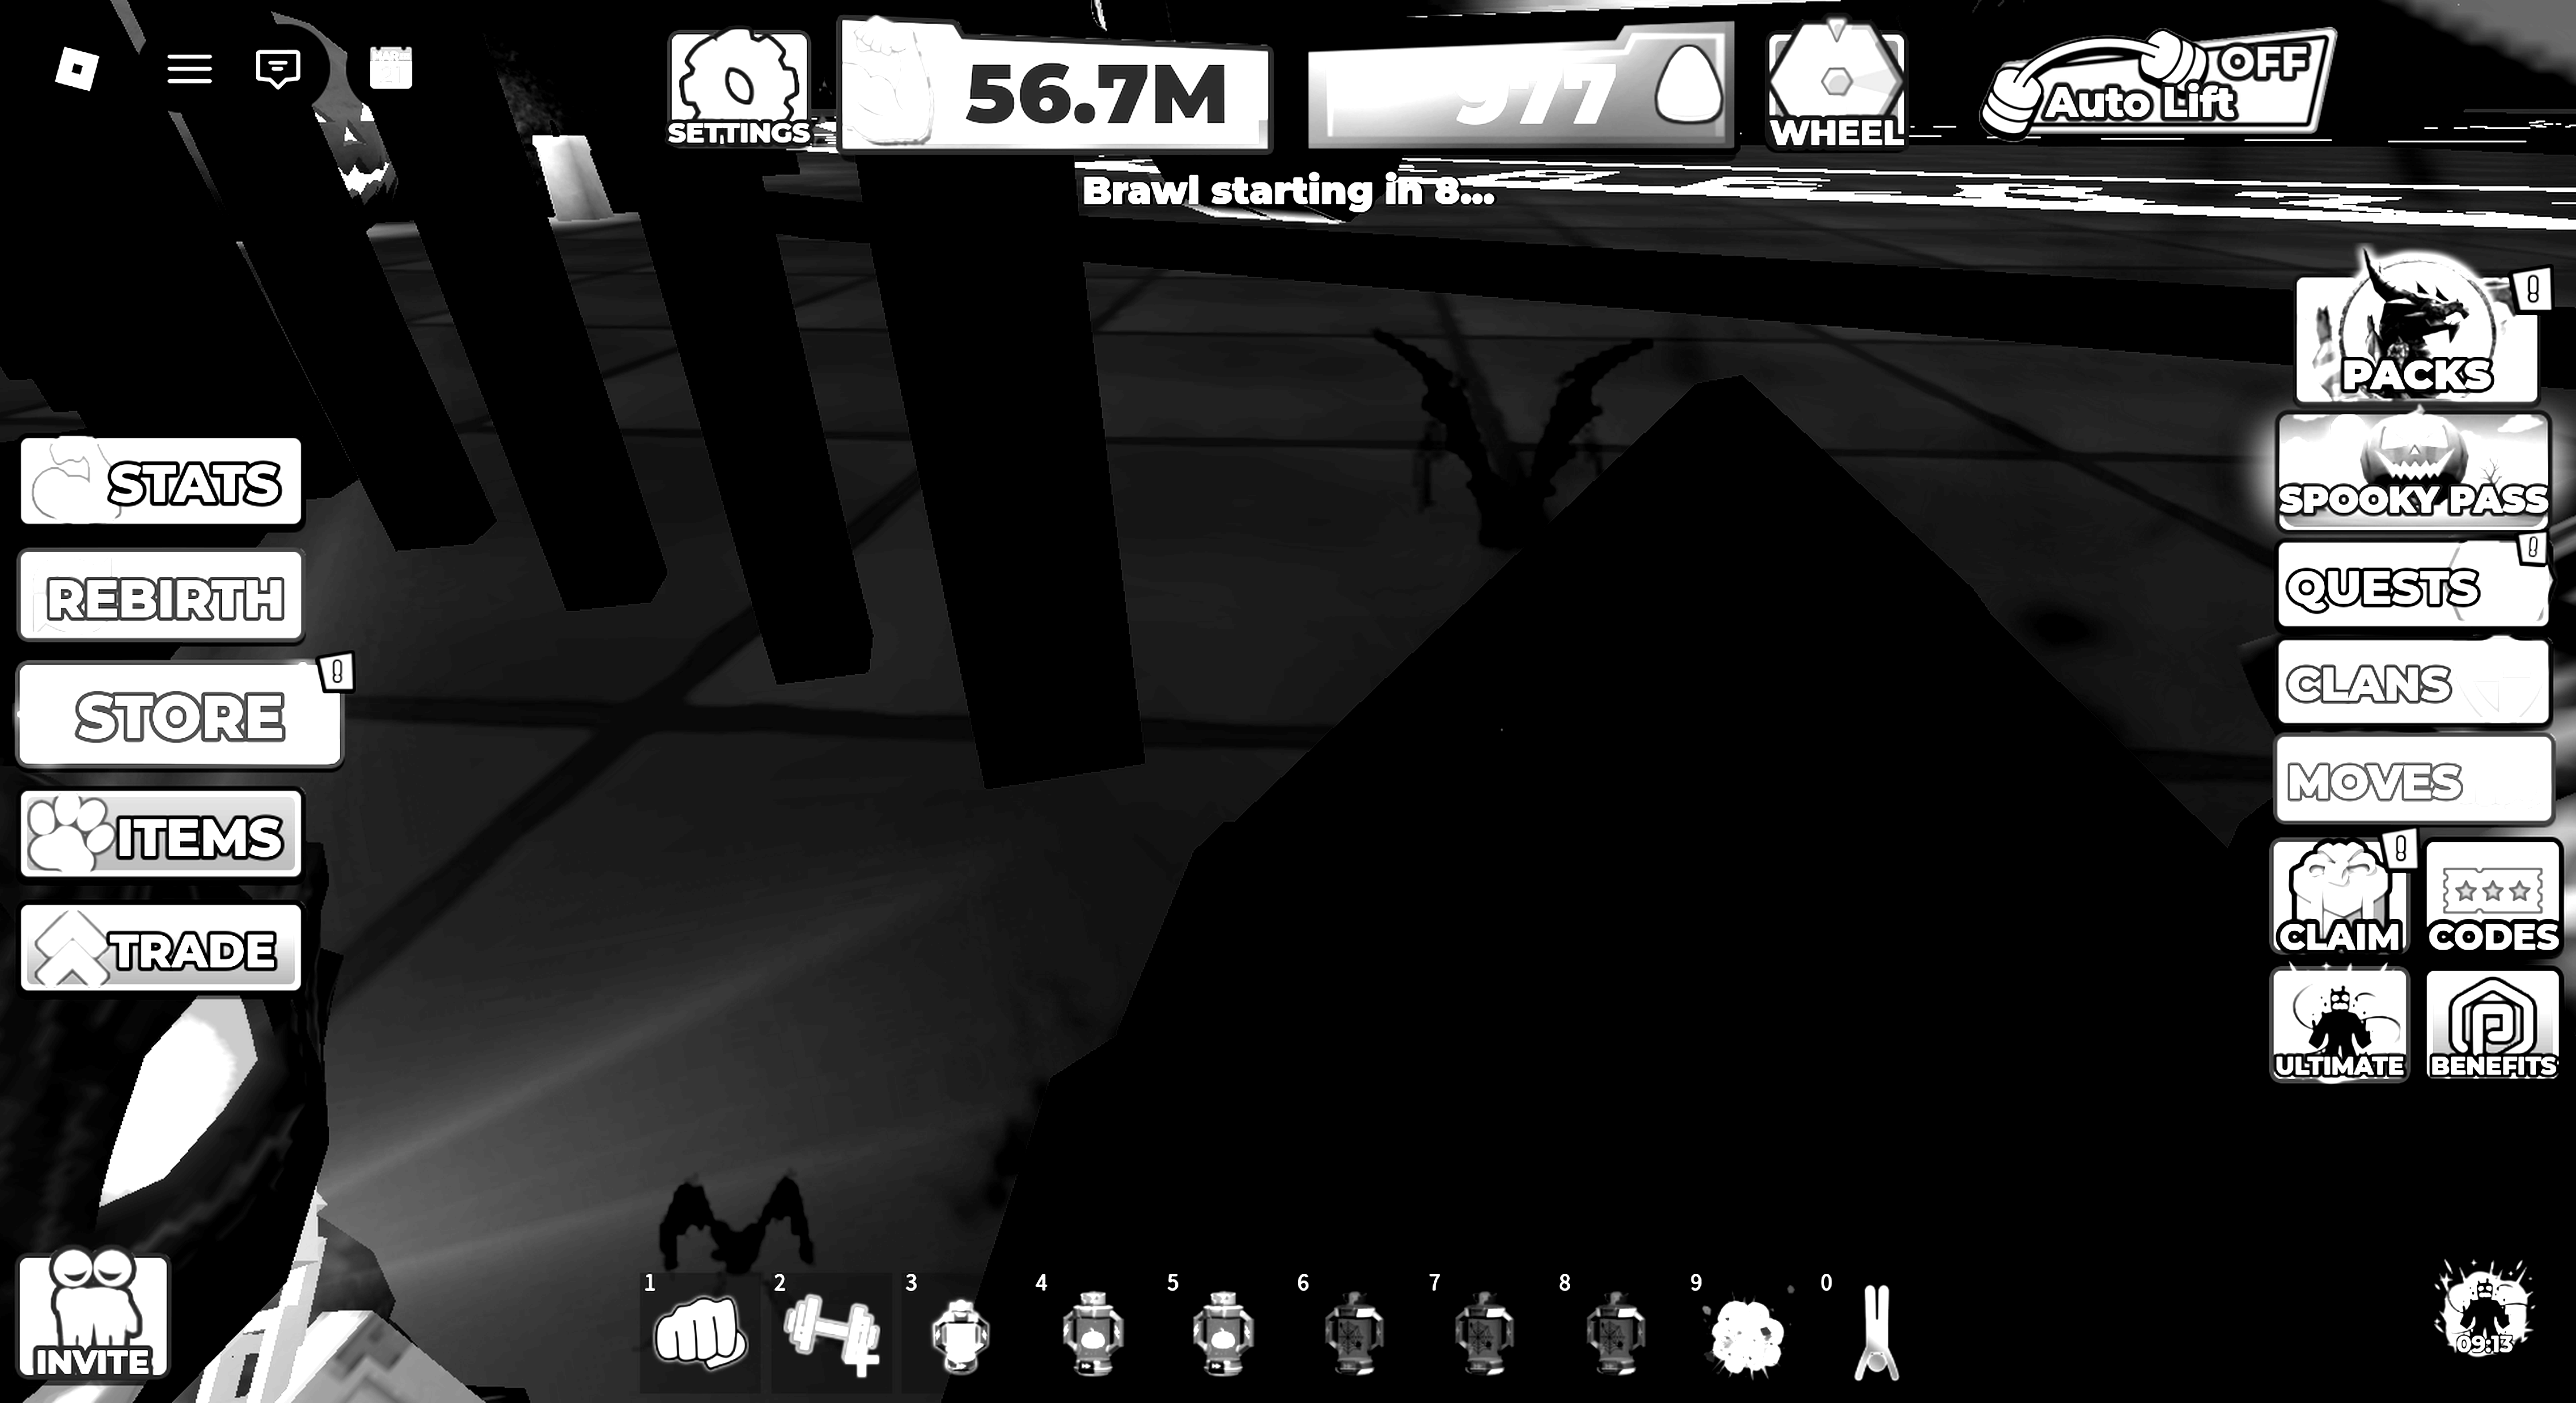 SETTINGS
56.7M
977
WHEEL
OFF
Auto Lift
Brawl starting in 8...
PACKS
SPOOKY PASS
STATS
REBIRTH
STORE
ITEMS
TRADE
QUESTS
CLANS
MOVES
CLAIM
CODES
ULTIMATE
BENEFITS
INVITE
1 2 3 4 5 6 7 8 9 0
09:13